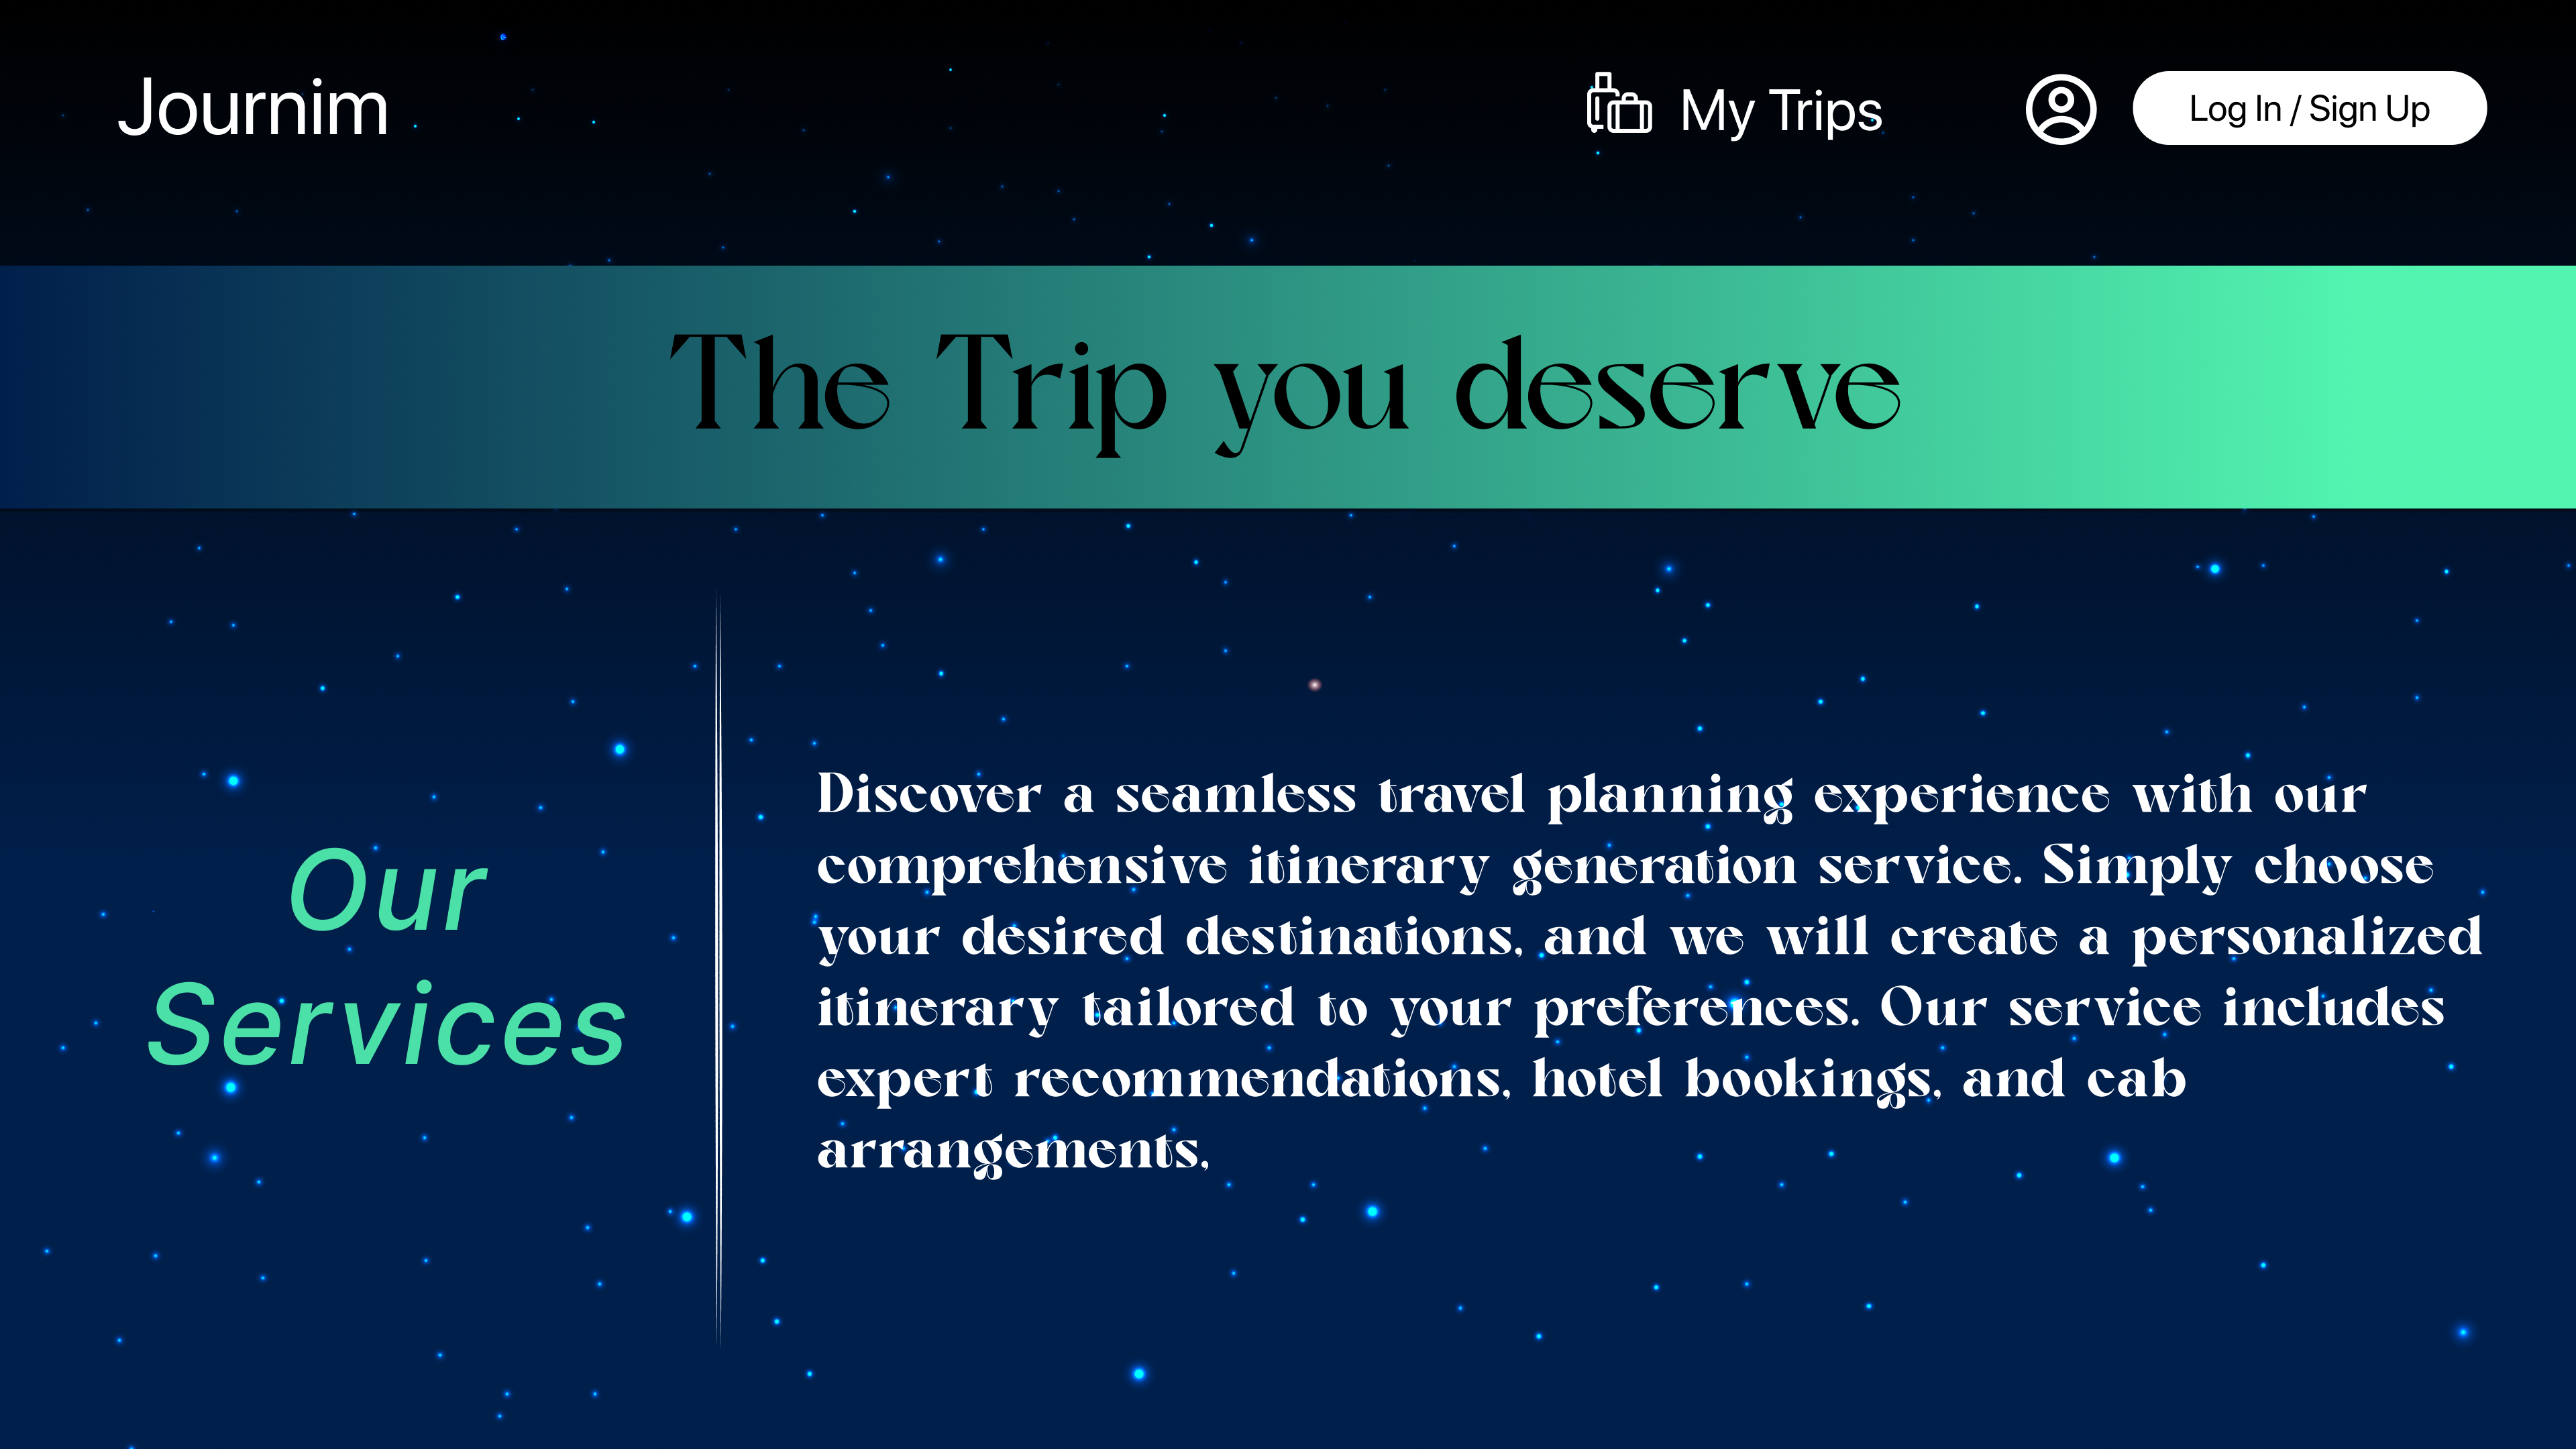 Journim
My Trips
Log In / Sign Up
The Trip you deserve
Our
Services
Discover a seamless travel planning experience with our
comprehensive itinerary generation service. Simply choose
your desired destinations, and we will create a personalized
itinerary tailored to your preferences. Our service includes
expert recommendations, hotel bookings, and cab
arrangements,